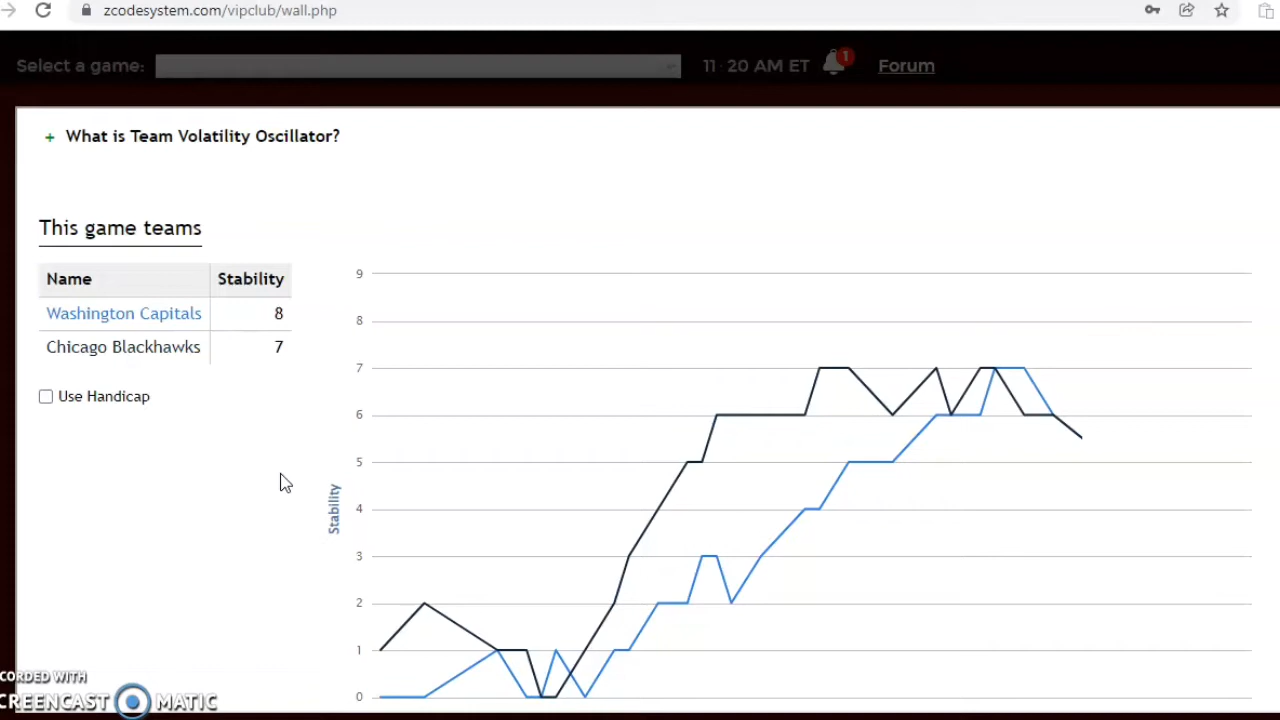 zcodesystem.com/vipclub/wall.php
Select a game:
11:20 AM ET
1
Forum
+ What is Team Volatility Oscillator?
This game teams
Name Stability
Washington Capitals 8
Chicago Blackhawks 7
Use Handicap
9
8
7
6
5
4
3
2
1
0
Stability
CORDED WITH
CREENCAST MATIC